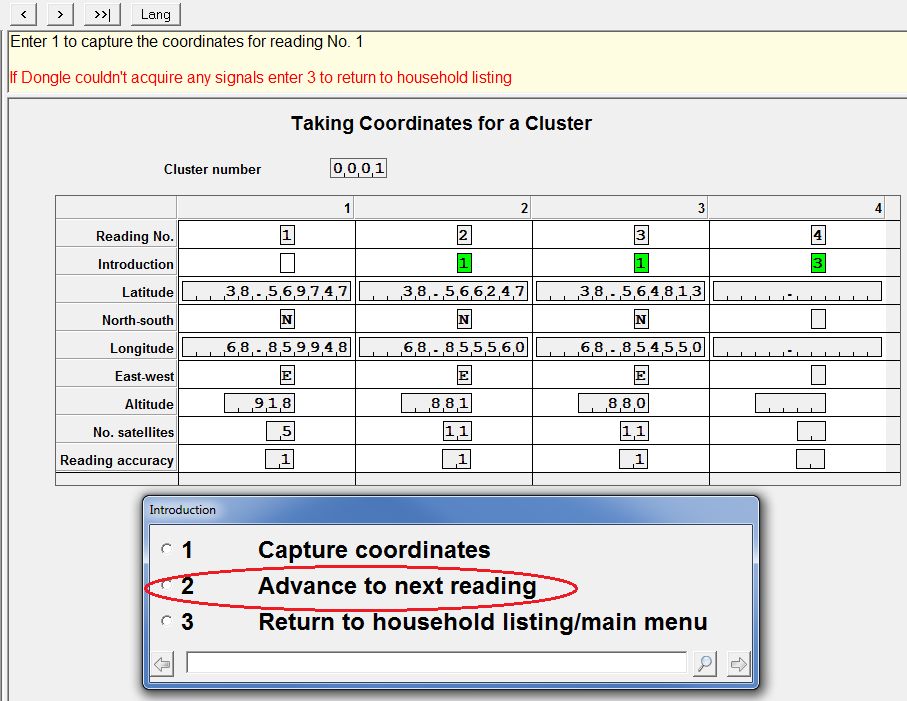 < > >>| Lang
Enter 1 to capture the coordinates for reading No. 1
If Dongle couldn't acquire any signals enter 3 to return to household listing
Taking Coordinates for a Cluster
Cluster number 0001
1 2 3 4
Reading No. 1 2 3 4
Introduction 1 1 3
Latitude 38.569747 38.566247 38.564813 .
North-south N N N
Longitude 68.859948 68.855560 68.854550 .
East-west E E E
Altitude 918 881 880
No. satellites 5 11 11
Reading accuracy 1 1 1
Introduction
1 Capture coordinates
2 Advance to next reading
3 Return to household listing/main menu